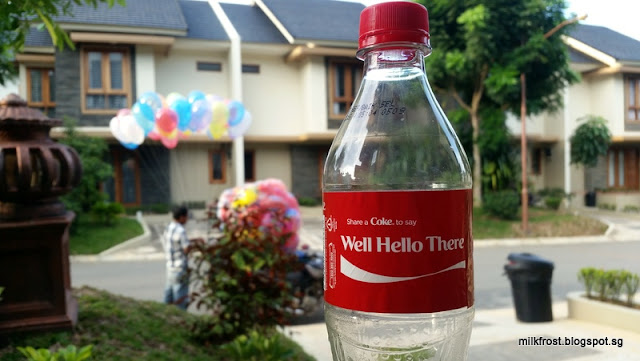 Share a Coke. to say
Well Hello There
milkfrost.blogspot.sg